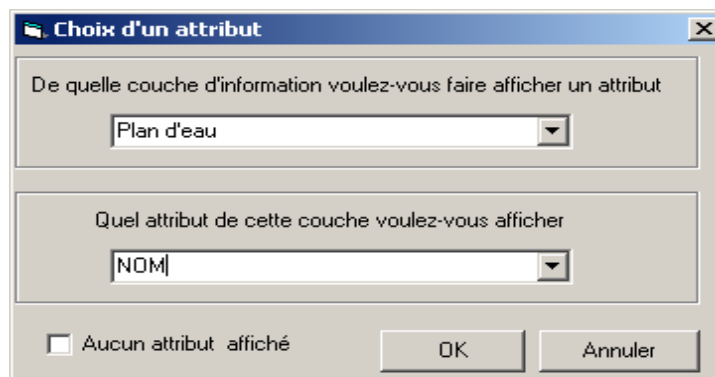 Choix d'un attribut
De quelle couche d'information voulez-vous faire afficher un attribut
Plan d'eau
Quel attribut de cette couche voulez-vous afficher
NOM
Aucun attribut affiché
OK
Annuler